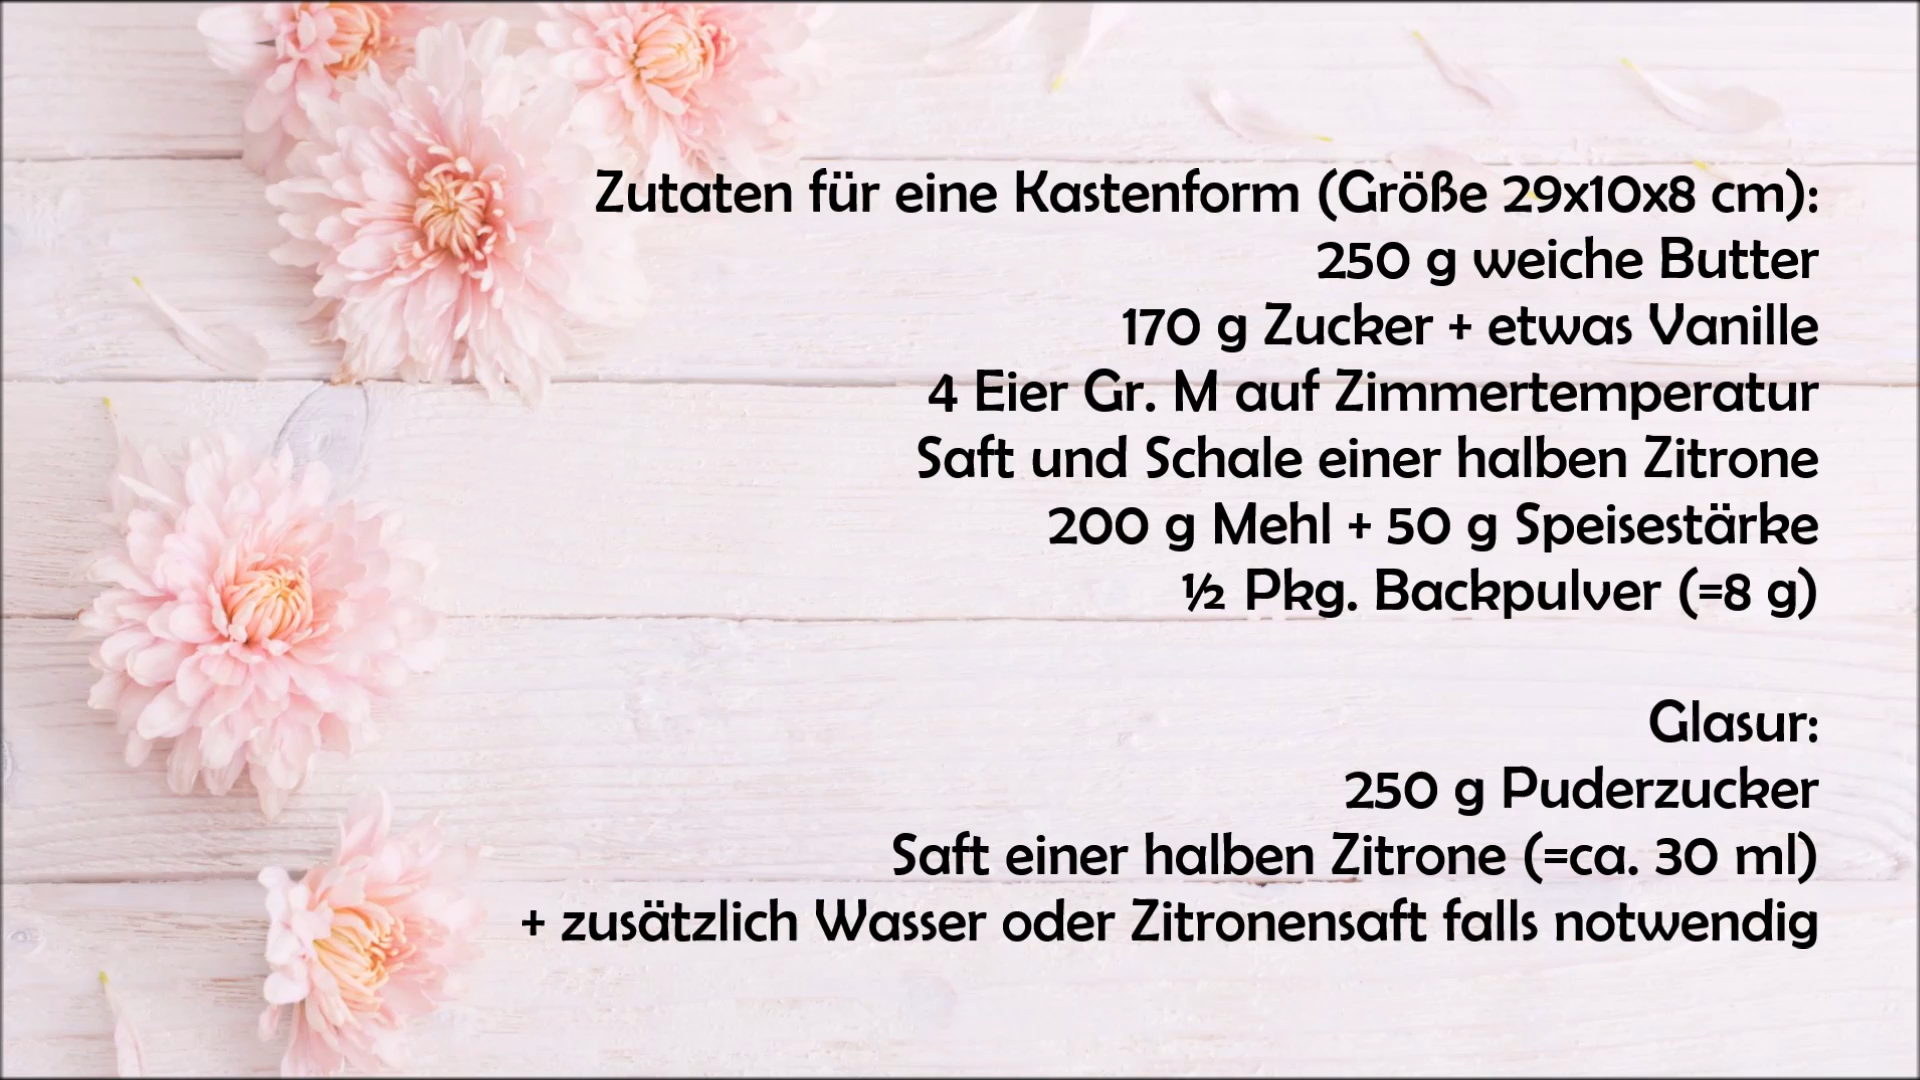 Zutaten für eine Kastenform (Größe 29x10x8 cm):
250 g weiche Butter
170 g Zucker + etwas Vanille
4 Eier Gr. M auf Zimmertemperatur
Saft und Schale einer halben Zitrone
200 g Mehl + 50 g Speisestärke
½ Pkg. Backpulver (=8 g)
Glasur:
250 g Puderzucker
Saft einer halben Zitrone (=ca. 30 ml)
+ zusätzlich Wasser oder Zitronensaft falls notwendig